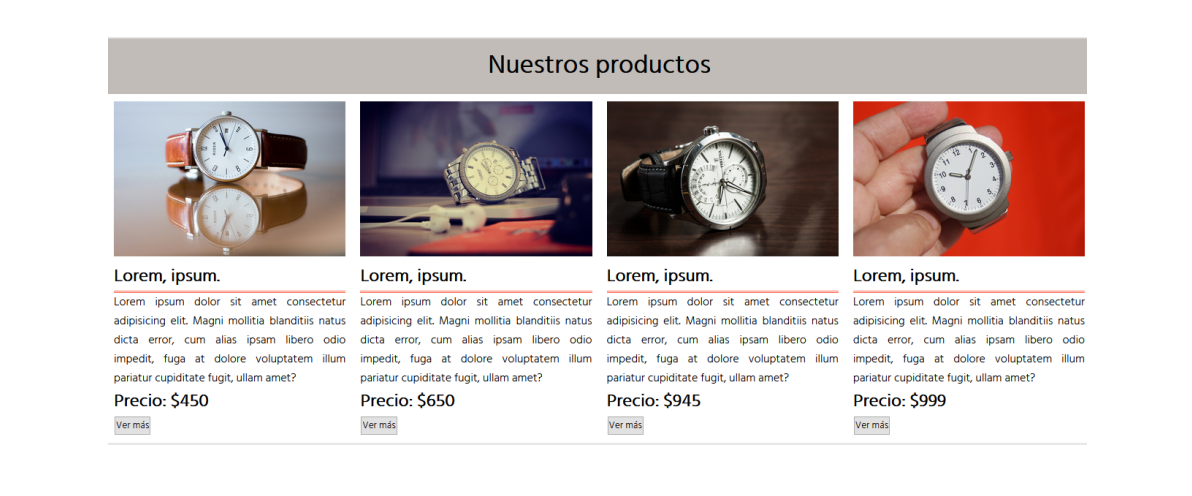 Nuestros productos
Lorem, ipsum.
Lorem ipsum dolor sit amet consectetur
adipisicing elit. Magni mollitia blanditiis natus
dicta error, cum alias ipsam libero odio
impedit, fuga at dolore voluptatem illum
pariatur cupiditate fugit, ullam amet?
Precio: $450
Ver más
Lorem, ipsum.
Lorem ipsum dolor sit amet consectetur
adipisicing elit. Magni mollitia blanditiis natus
dicta error, cum alias ipsam libero odio
impedit, fuga at dolore voluptatem illum
pariatur cupiditate fugit, ullam amet?
Precio: $650
Ver más
Lorem, ipsum.
Lorem ipsum dolor sit amet consectetur
adipisicing elit. Magni mollitia blanditiis natus
dicta error, cum alias ipsam libero odio
impedit, fuga at dolore voluptatem illum
pariatur cupiditate fugit, ullam amet?
Precio: $945
Ver más
Lorem, ipsum.
Lorem ipsum dolor sit amet consectetur
adipisicing elit. Magni mollitia blanditiis natus
dicta error, cum alias ipsam libero odio
impedit, fuga at dolore voluptatem illum
pariatur cupiditate fugit, ullam amet?
Precio: $999
Ver más